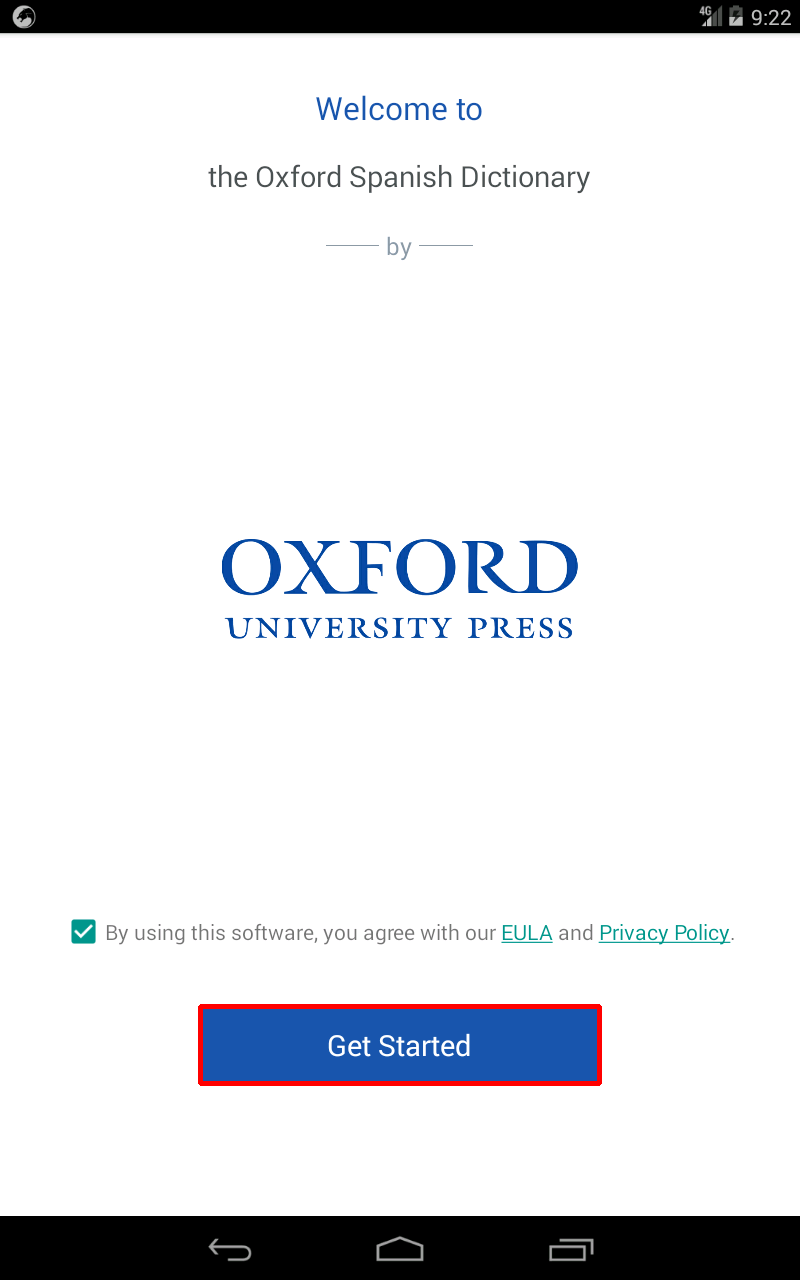 4G 9:22
Welcome to
the Oxford Spanish Dictionary
by
OXFORD
UNIVERSITY PRESS
By using this software, you agree with our EULA and Privacy Policy.
Get Started